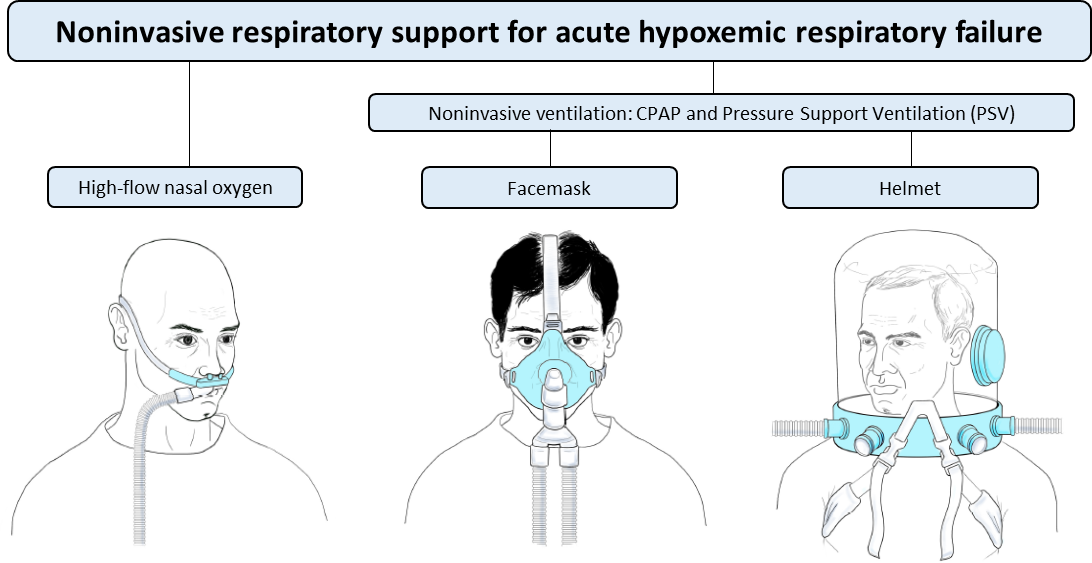 Noninvasive respiratory support for acute hypoxemic respiratory failure
Noninvasive ventilation: CPAP and Pressure Support Ventilation (PSV)
High-flow nasal oxygen
Facemask
Helmet